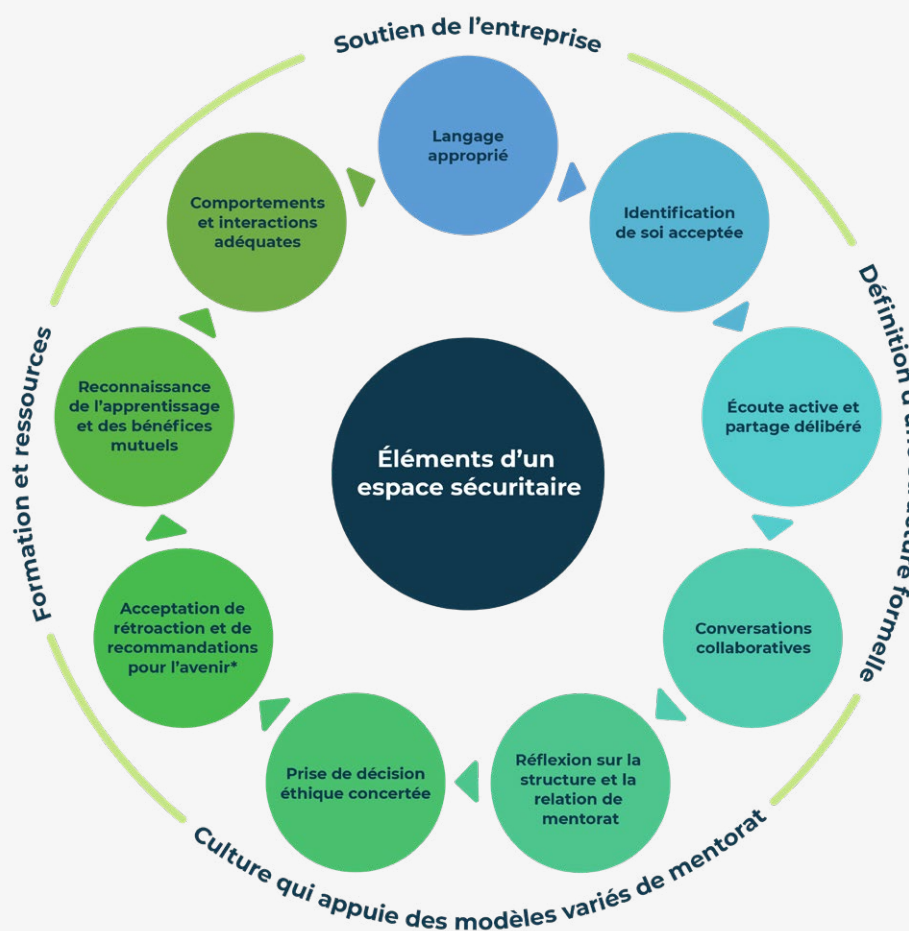 Soutien de l'entreprise
Langage
approprié
Identification
de soi acceptée
Écoute active et
partage délibéré
Conversations
collaboratives
Réflexion sur la
structure et la
relation de
mentorat
Prise de décision
éthique concertée
Acceptation de
rétroaction et de
recommandations
pour l'avenir*
Reconnaissance
de l'apprentissage
et des bénéfices
mutuels
Comportements
et interactions
adéquates
Éléments d'un
espace sécuritaire
Définition d'une structure formelle
Culture qui appuie des modèles variés de mentorat
Formation et ressources